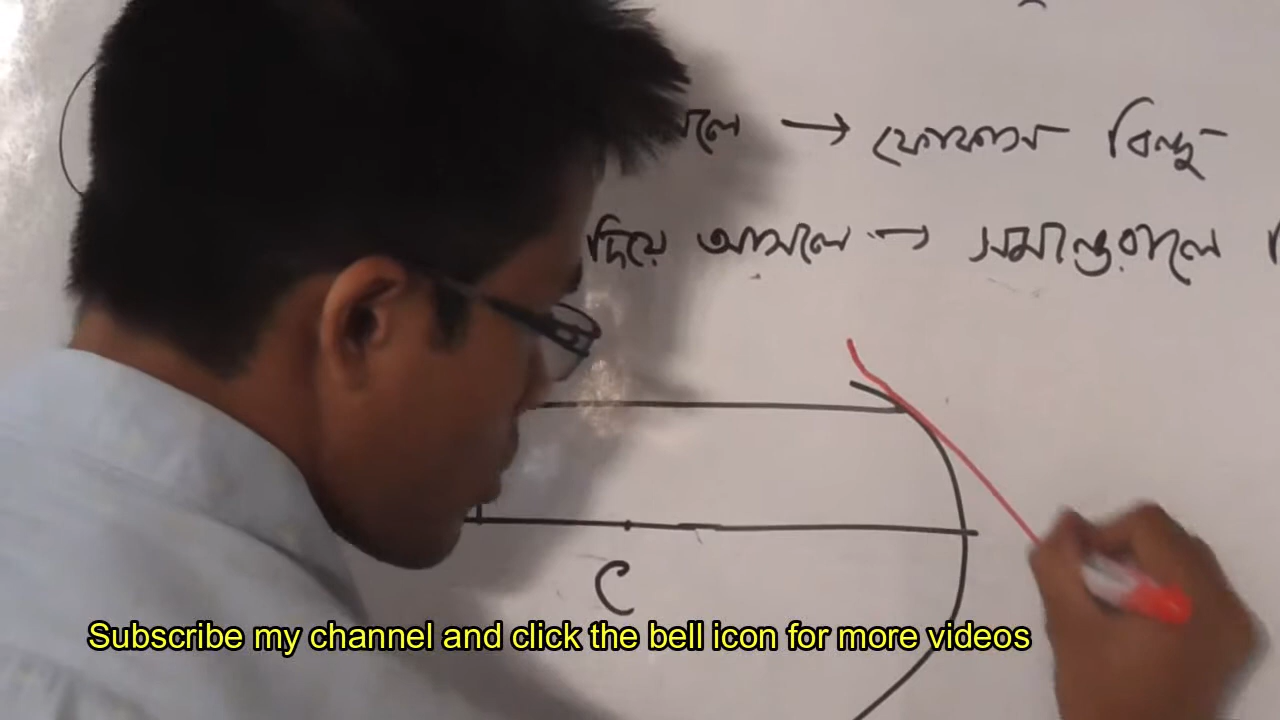 → ফোকাস বিন্দু
দিয়ে আসলে → সমান্তরালে
C
Subscribe my channel and click the bell icon for more videos